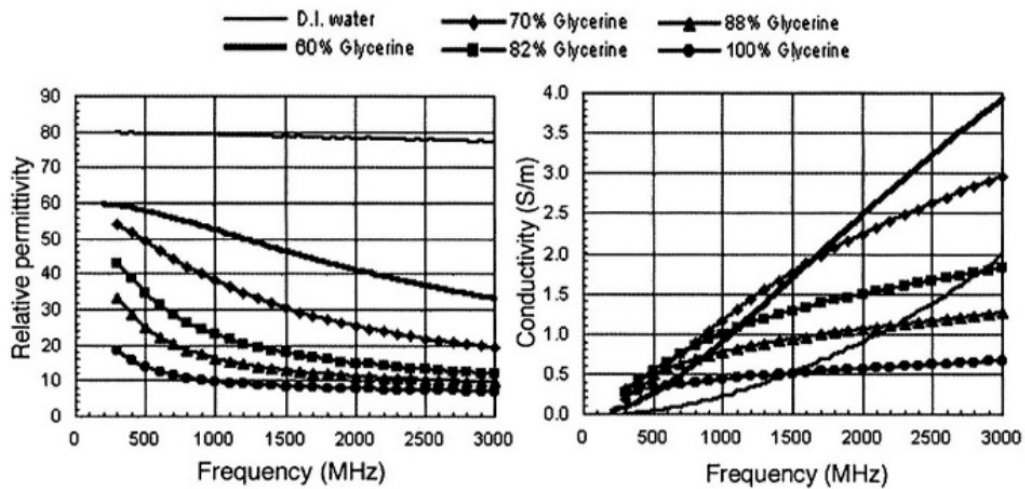 D.I. water 70% Glycerine 88% Glycerine
60% Glycerine 82% Glycerine 100% Glycerine
90
80
70
60
50
40
30
20
10
0
Relative permittivity
0 500 1000 1500 2000 2500 3000
Frequency (MHz)
4.0
3.5
3.0
2.5
2.0
1.5
1.0
0.5
0.0
Conductivity (S/m)
0 500 1000 1500 2000 2500 3000
Frequency (MHz)